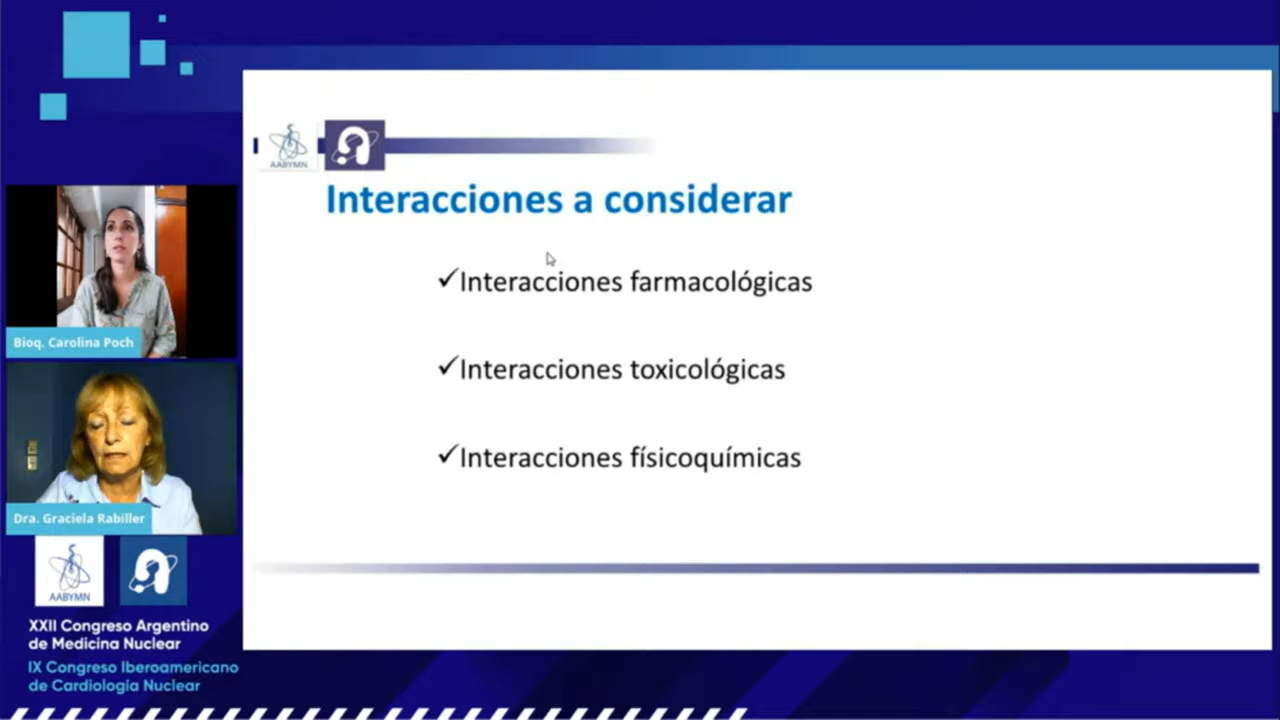 AABYMN
Interacciones a considerar
✓Interacciones farmacológicas
✓Interacciones toxicológicas
✓Interacciones físicoquímicas
Bioq. Carolina Poch
Dra. Graciela Rabiller
AABYMN
XXII Congreso Argentino
de Medicina Nuclear
IX Congreso Iberoamericano
de Cardiología Nuclear